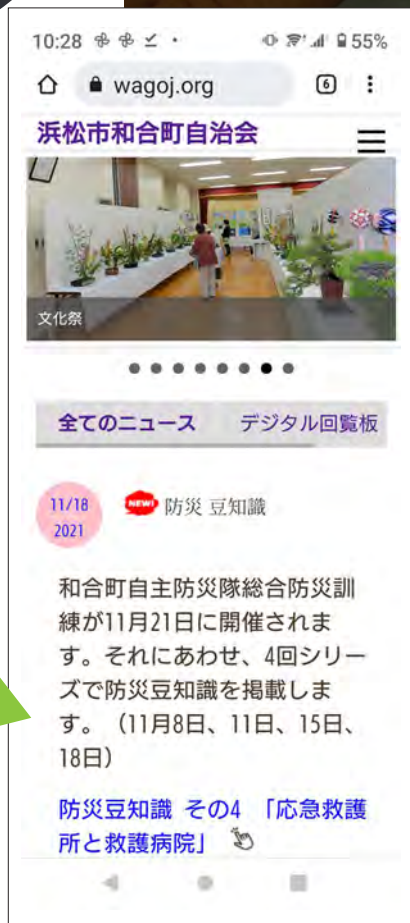 10:28
55%
wagoj.org
6
浜松市和合町自治会
文化祭
全てのニュース デジタル回覧板
11/18
2021
NEW! 防災 豆知識
和合町自主防災隊総合防災訓
練が11月21日に開催されま
す。それにあわせ、4回シリー
ズで防災豆知識を掲載しま
す。（11月8日、11日、15日、
18日）
防災豆知識 その4 「応急救護
所と救護病院」